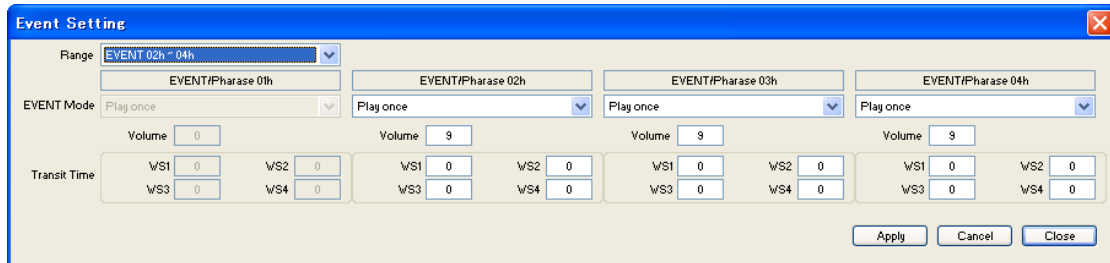 Event Setting
Range EVENT 02h ~ 04h
EVENT/Pharase 01h EVENT/Pharase 02h EVENT/Pharase 03h EVENT/Pharase 04h
EVENT Mode Play once Play once Play once Play once
Volume 0 Volume 9 Volume 9 Volume 9
WS1 0 WS2 0 WS1 0 WS2 0 WS1 0 WS2 0 WS1 0 WS2 0
Transit Time
WS3 0 WS4 0 WS3 0 WS4 0 WS3 0 WS4 0 WS3 0 WS4 0
Apply Cancel Close